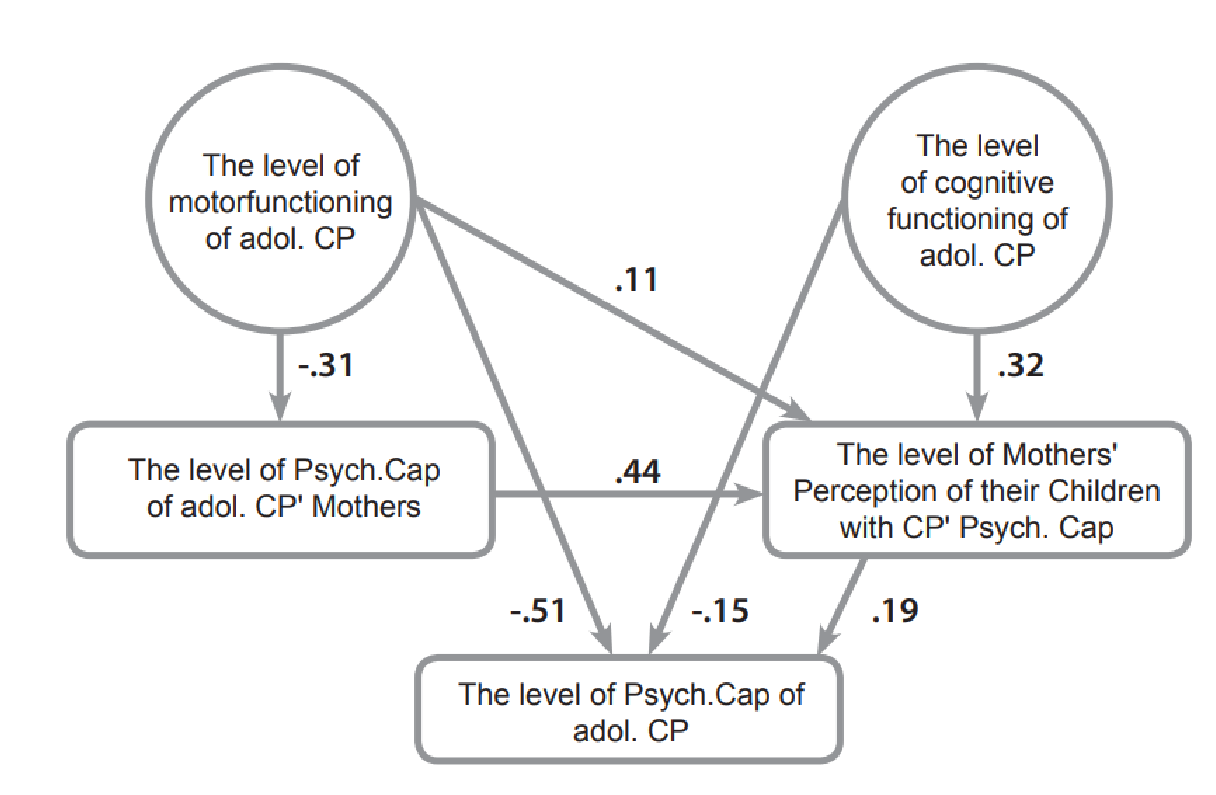 The level of
motorfunctioning
of adol. CP
The level
of cognitive
functioning of
adol. CP
.11
-.31
.32
The level of Psych.Cap
of adol. CP' Mothers
.44
The level of Mothers'
Perception of their Children
with CP' Psych. Cap
-.51
-.15
.19
The level of Psych.Cap of
adol. CP